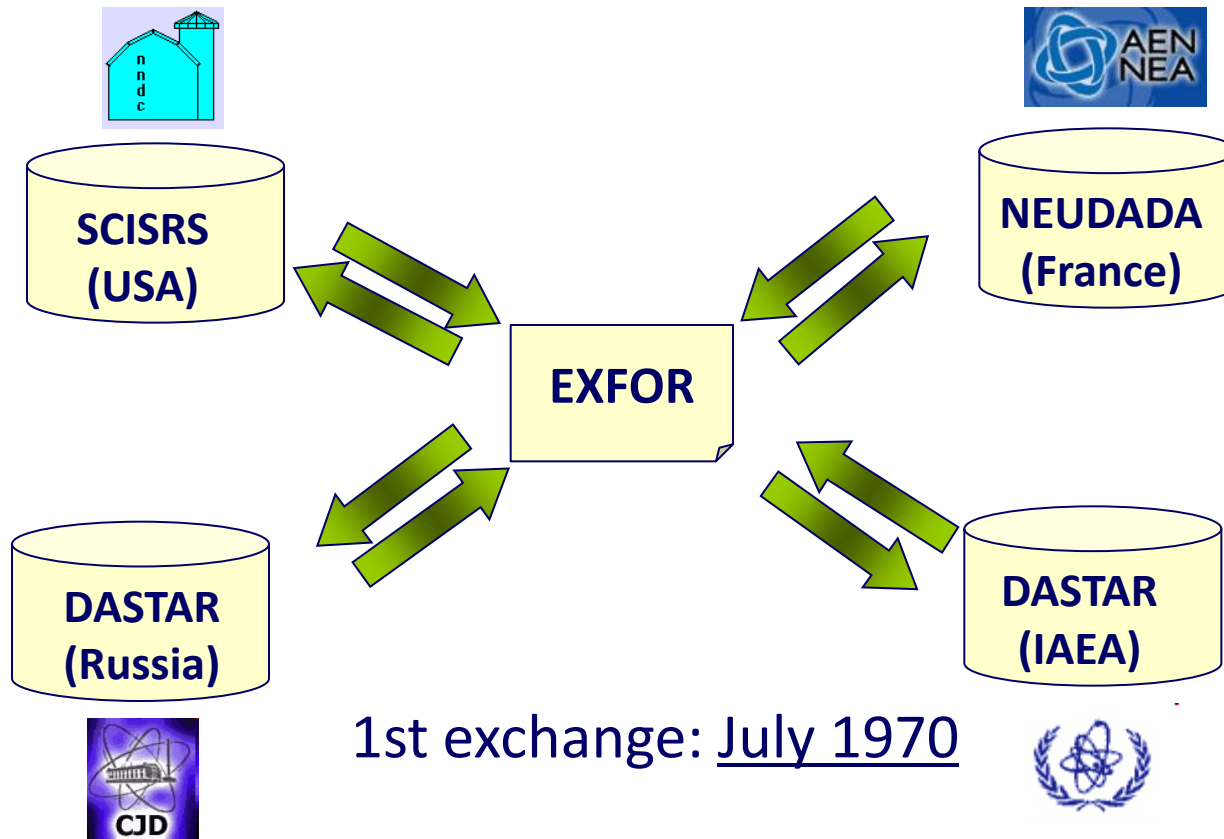 nndc
AEN
NEA
SCISRS
(USA)
NEUDADA
(France)
EXFOR
DASTAR
(Russia)
DASTAR
(IAEA)
1st exchange: July 1970
CJD